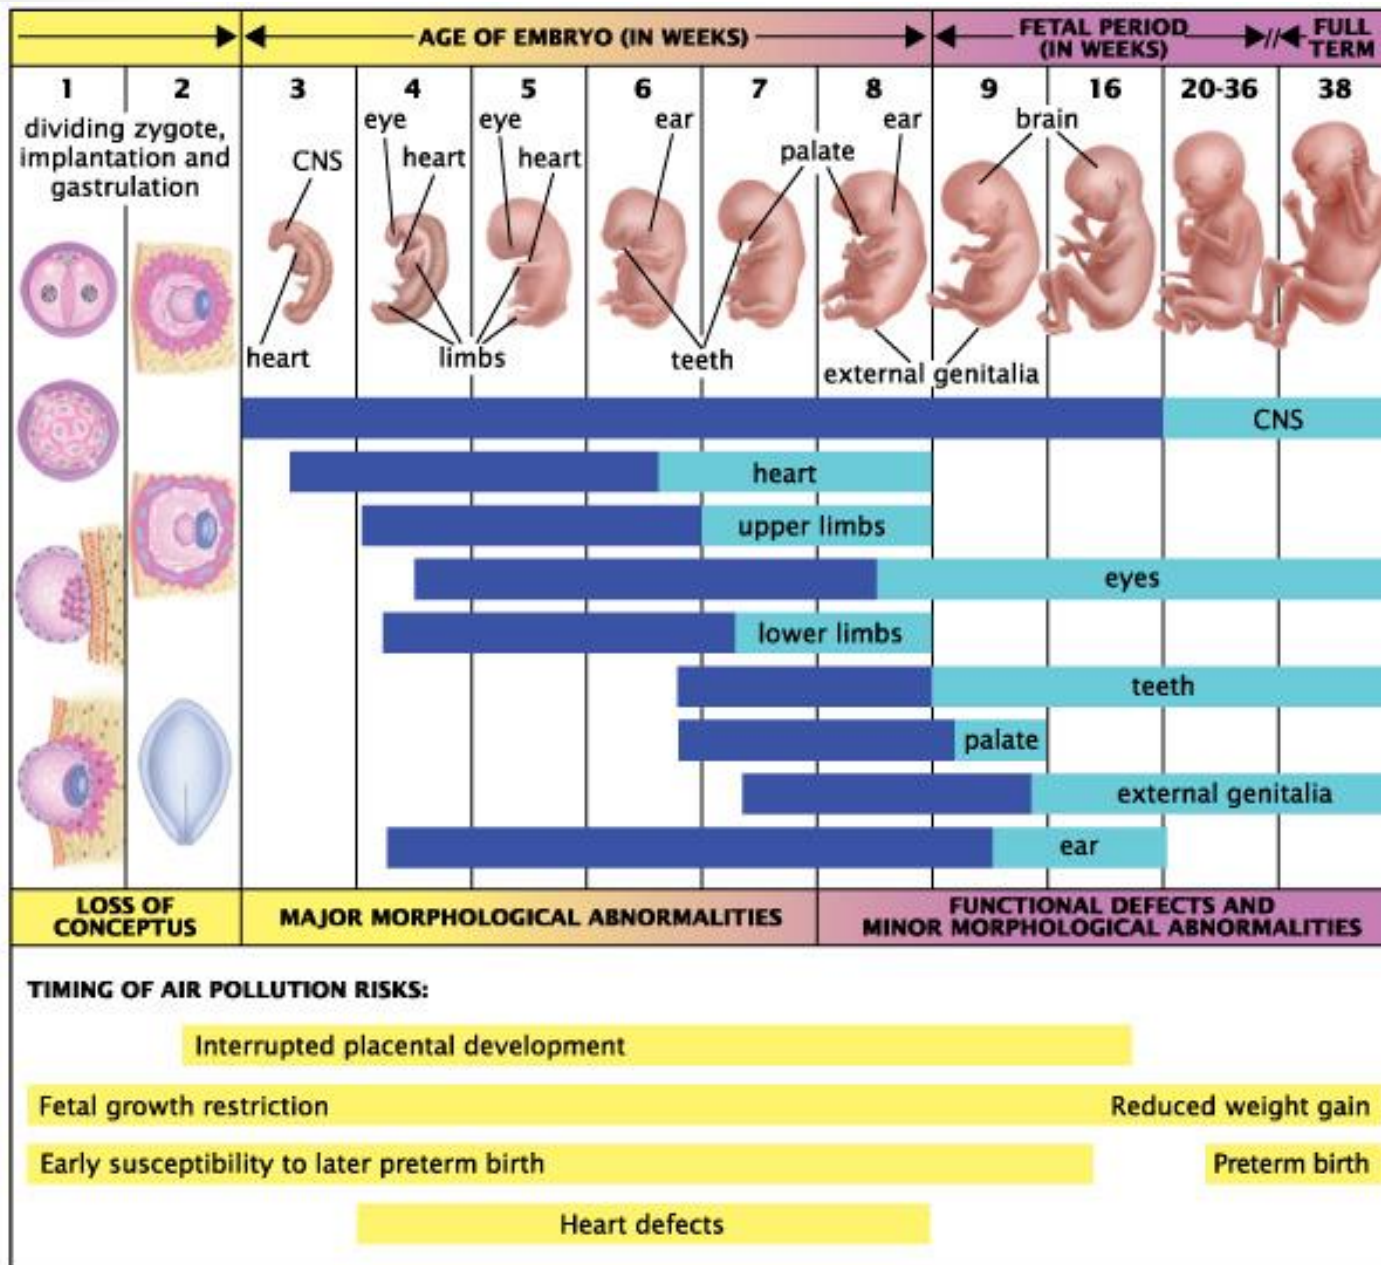 AGE OF EMBRYO (IN WEEKS)
FETAL PERIOD
(IN WEEKS)
FULL
TERM
1 2 3 4 5 6 7 8 9 16 20-36 38
dividing zygote,
implantation and
gastrulation
CNS
heart
eye
heart
eye
heart
limbs
ear
teeth
palate
ear
external genitalia
brain
CNS
heart
upper limbs
eyes
lower limbs
teeth
palate
external genitalia
ear
LOSS OF
CONCEPTUS
MAJOR MORPHOLOGICAL ABNORMALITIES
FUNCTIONAL DEFECTS AND
MINOR MORPHOLOGICAL ABNORMALITIES
TIMING OF AIR POLLUTION RISKS:
Interrupted placental development
Fetal growth restriction Reduced weight gain
Early susceptibility to later preterm birth Preterm birth
Heart defects